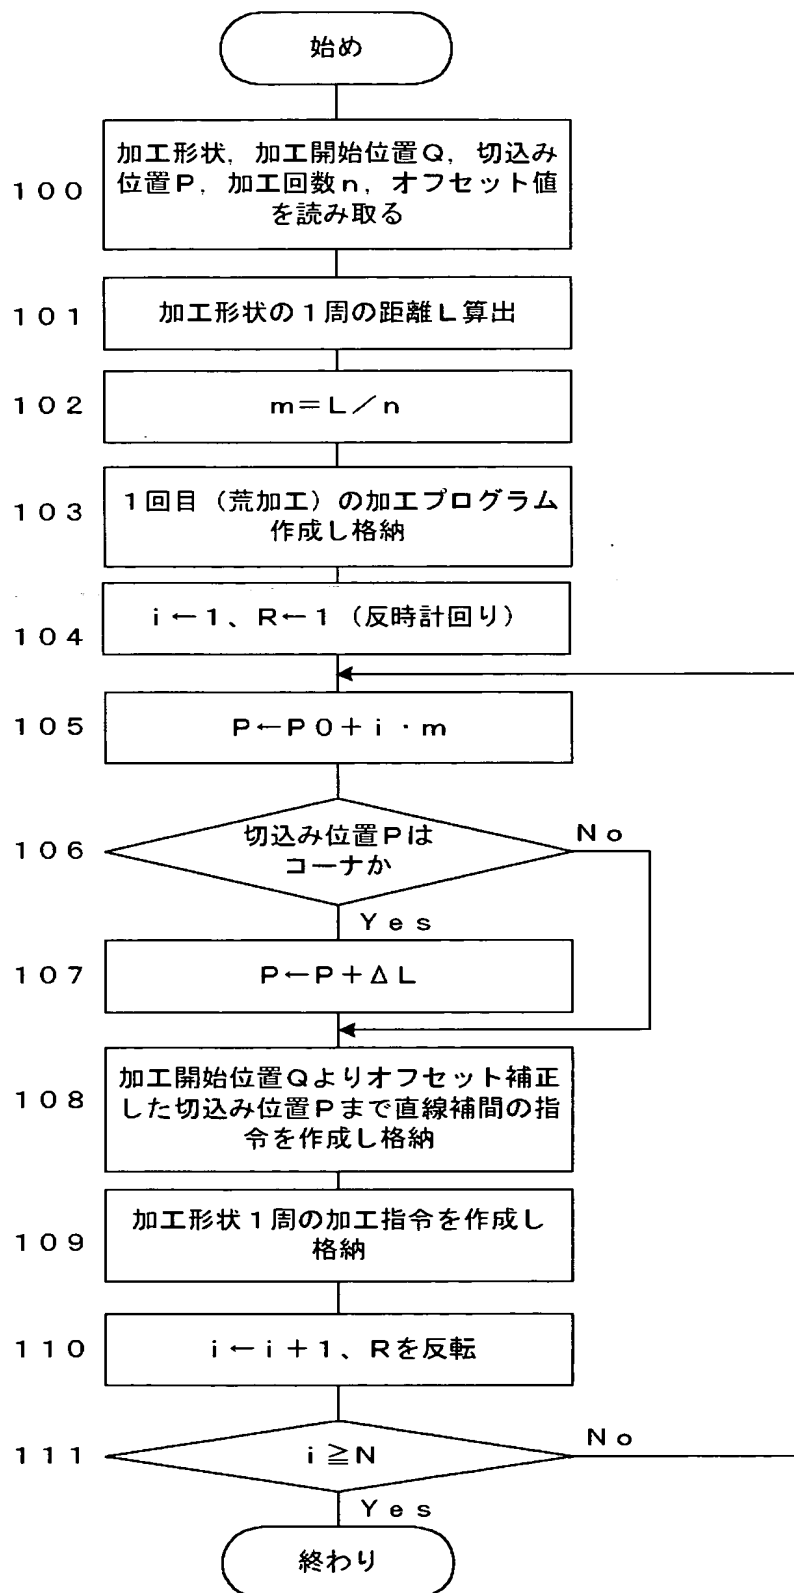 始め
100
加工形状，加工開始位置Q，切込み
位置P，加工回数n，オフセット値
を読み取る
101
加工形状の1周の距離L算出
102
m=L/n
103
1回目（荒加工）の加工プログラム
作成し格納
104
i←1、R←1（反時計回り）
105
P←P0+i・m
106
切込み位置Pは
コーナか
No
Yes
107
P←P+ΔL
108
加工開始位置Qよりオフセット補正
した切込み位置Pまで直線補間の指
令を作成し格納
109
加工形状1周の加工指令を作成し
格納
110
i←i+1、Rを反転
111
i≧N
No
Yes
終わり